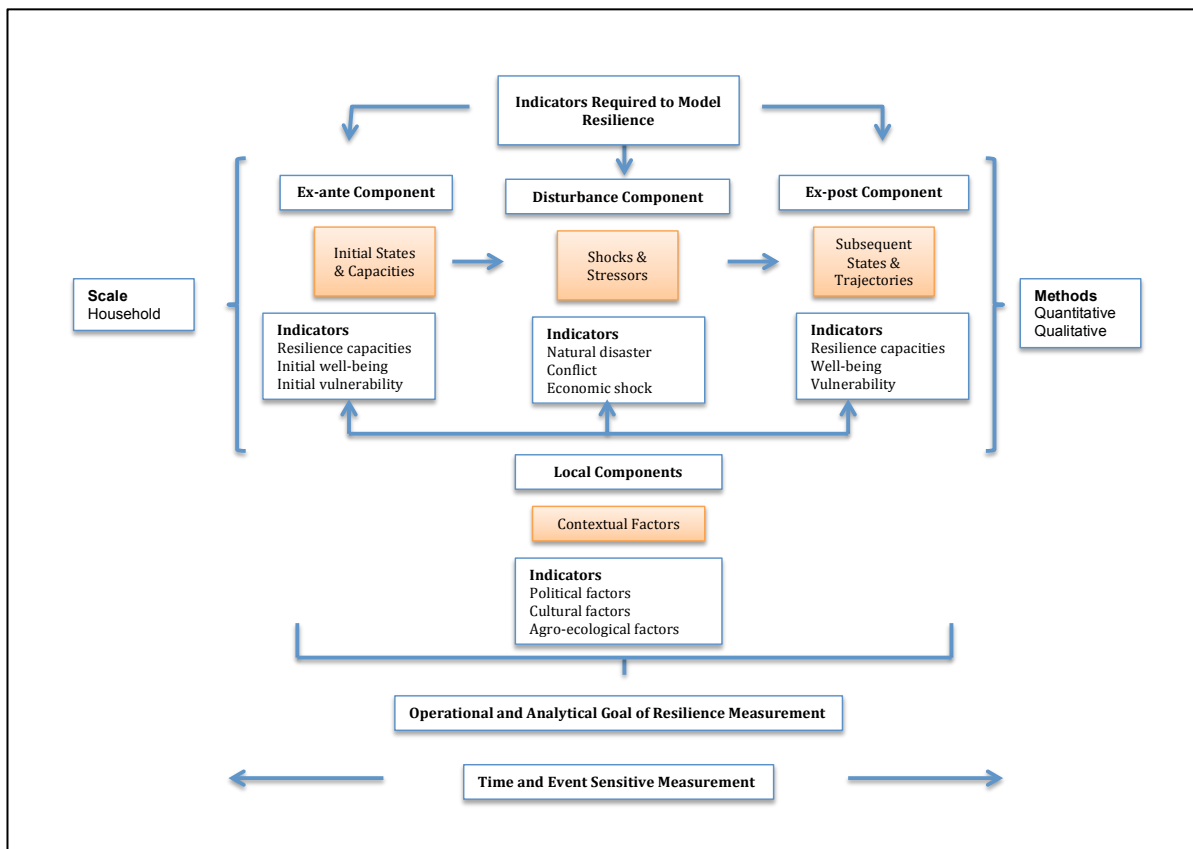 Indicators Required to Model
Resilience
Ex-ante Component
Disturbance Component
Ex-post Component
Initial States
& Capacities
Shocks &
Stressors
Subsequent
States &
Trajectories
Scale
Household
Methods
Quantitative
Qualitative
Indicators
Resilience capacities
Initial well-being
Initial vulnerability
Indicators
Natural disaster
Conflict
Economic shock
Indicators
Resilience capacities
Well-being
Vulnerability
Local Components
Contextual Factors
Indicators
Political factors
Cultural factors
Agro-ecological factors
Operational and Analytical Goal of Resilience Measurement
Time and Event Sensitive Measurement